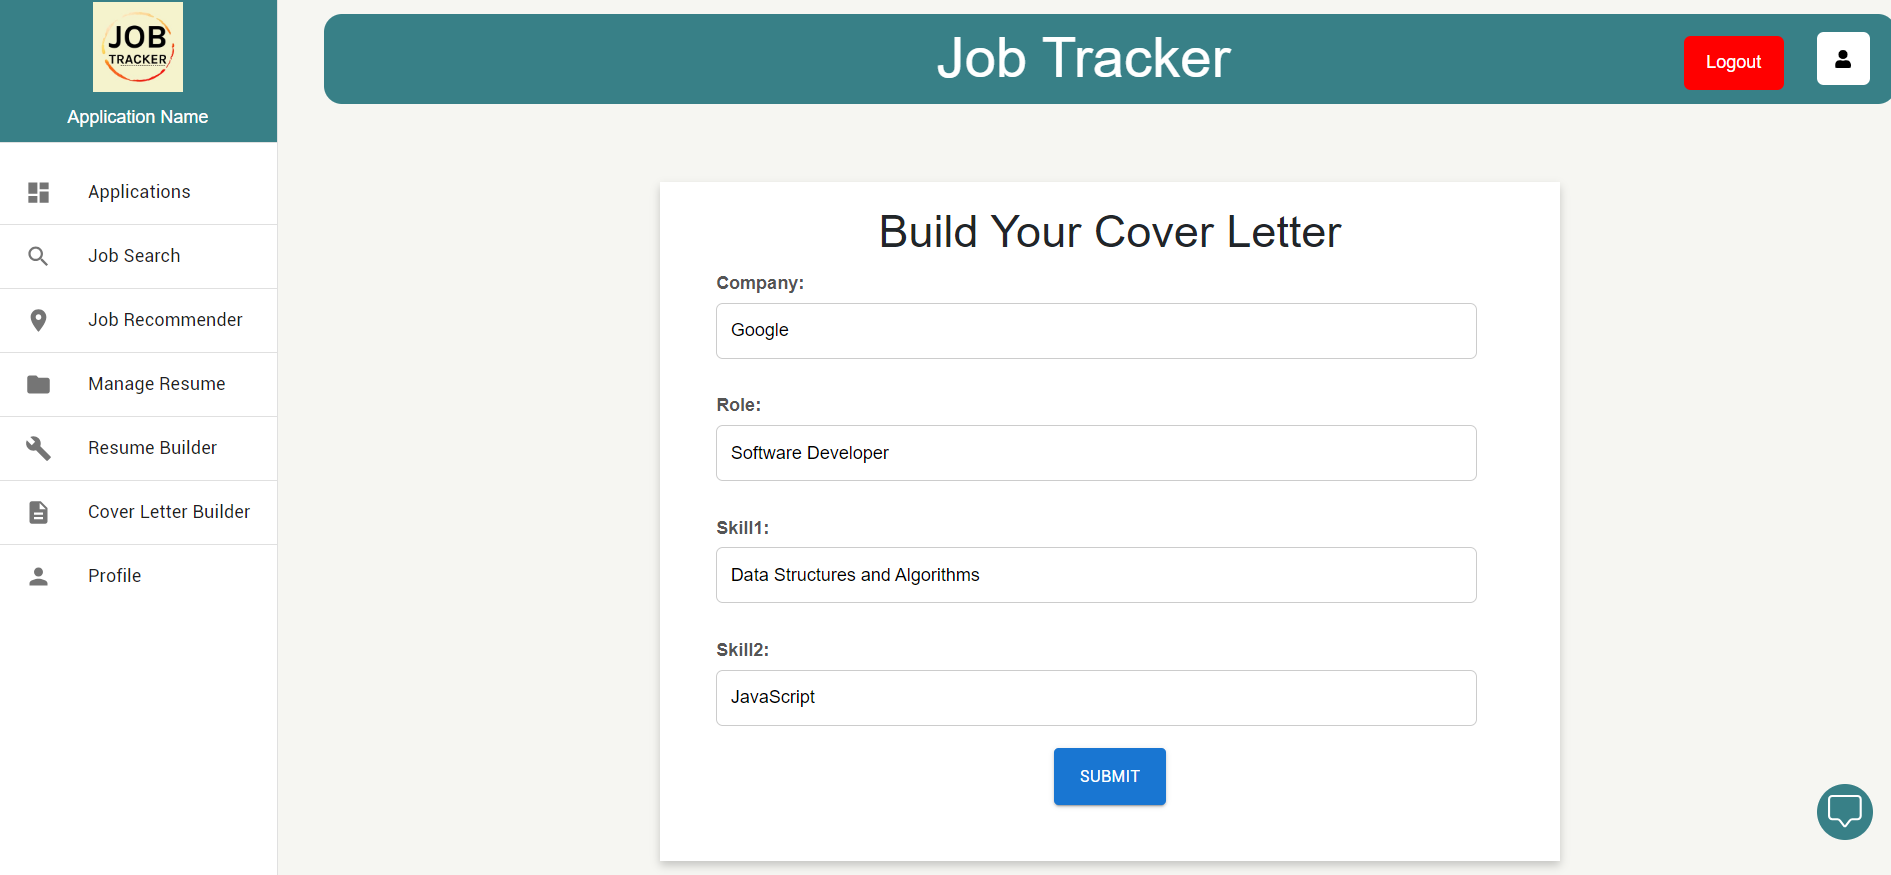 JOB
TRACKER
Application Name
Applications
Job Search
Job Recommender
Manage Resume
Resume Builder
Cover Letter Builder
Profile
Job Tracker
Logout
Build Your Cover Letter
Company:
Google
Role:
Software Developer
Skill1:
Data Structures and Algorithms
Skill2:
JavaScript
SUBMIT